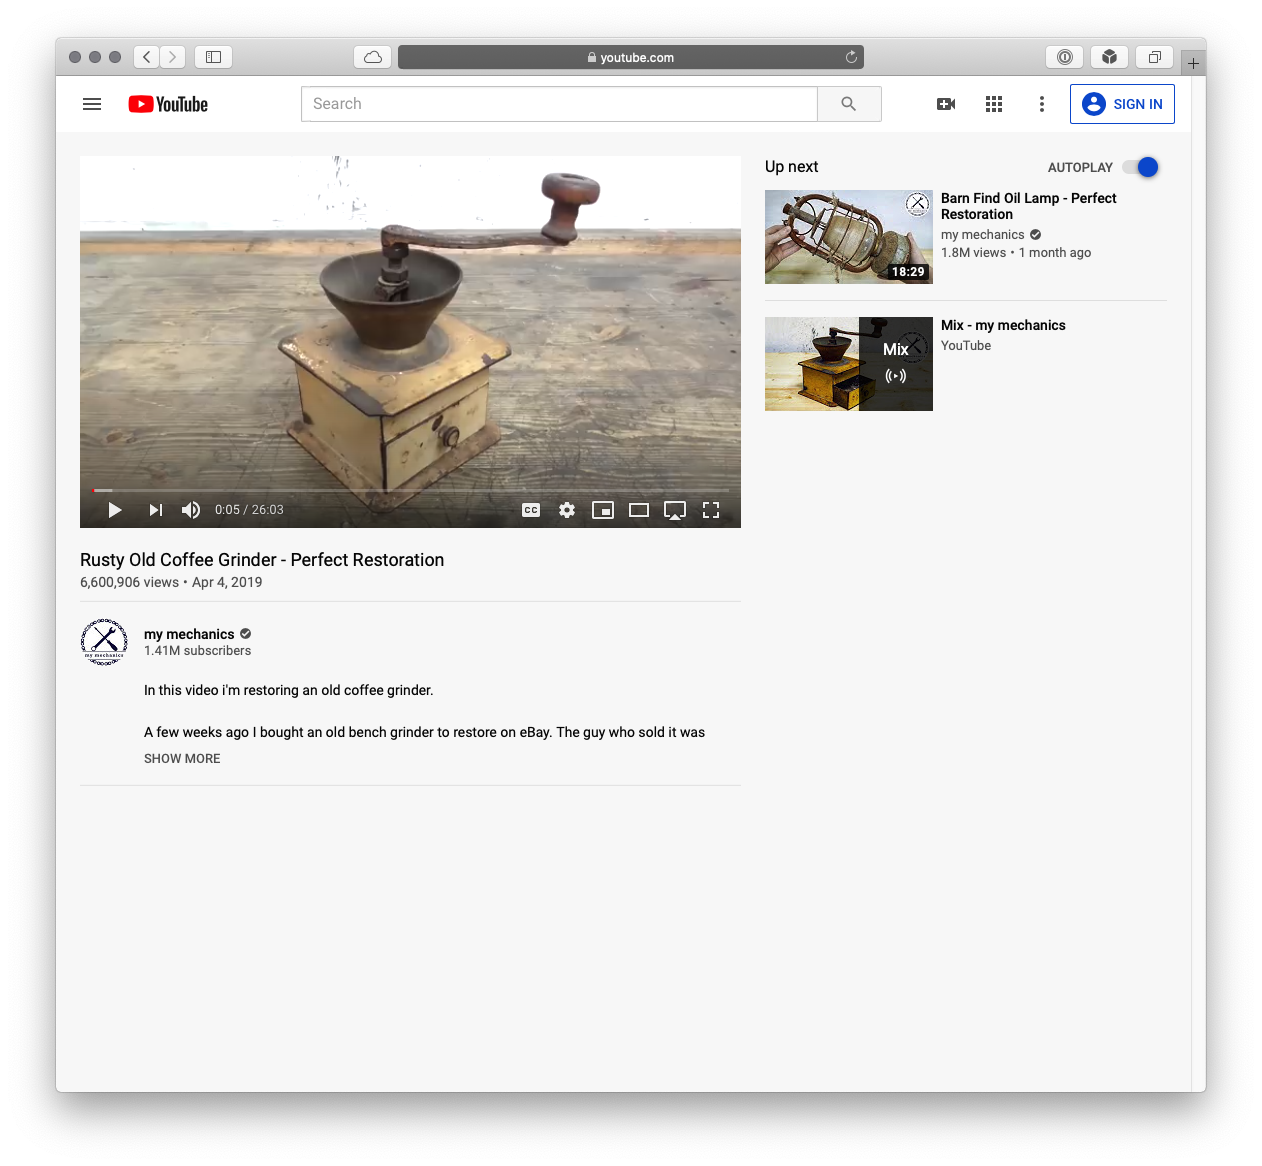 youtube.com
YouTube
Search
SIGN IN
0:05 / 26:03
CC
Rusty Old Coffee Grinder - Perfect Restoration
6,600,906 views • Apr 4, 2019
my mechanics
my mechanics
1.41M subscribers
In this video i'm restoring an old coffee grinder.
A few weeks ago I bought an old bench grinder to restore on eBay. The guy who sold it was
SHOW MORE
Up next
AUTOPLAY
18:29
Barn Find Oil Lamp - Perfect
Restoration
my mechanics
1.8M views • 1 month ago
Mix
Mix - my mechanics
YouTube